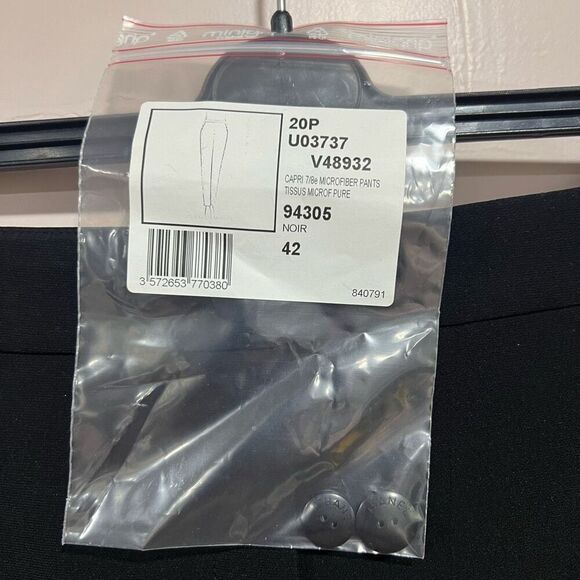 20P
U03737
V48932
CAPRI 7/8e MICROFIBER PANTS
TISSUS MICROF PURE
94305
NOIR
42
3 572653 770380
840791